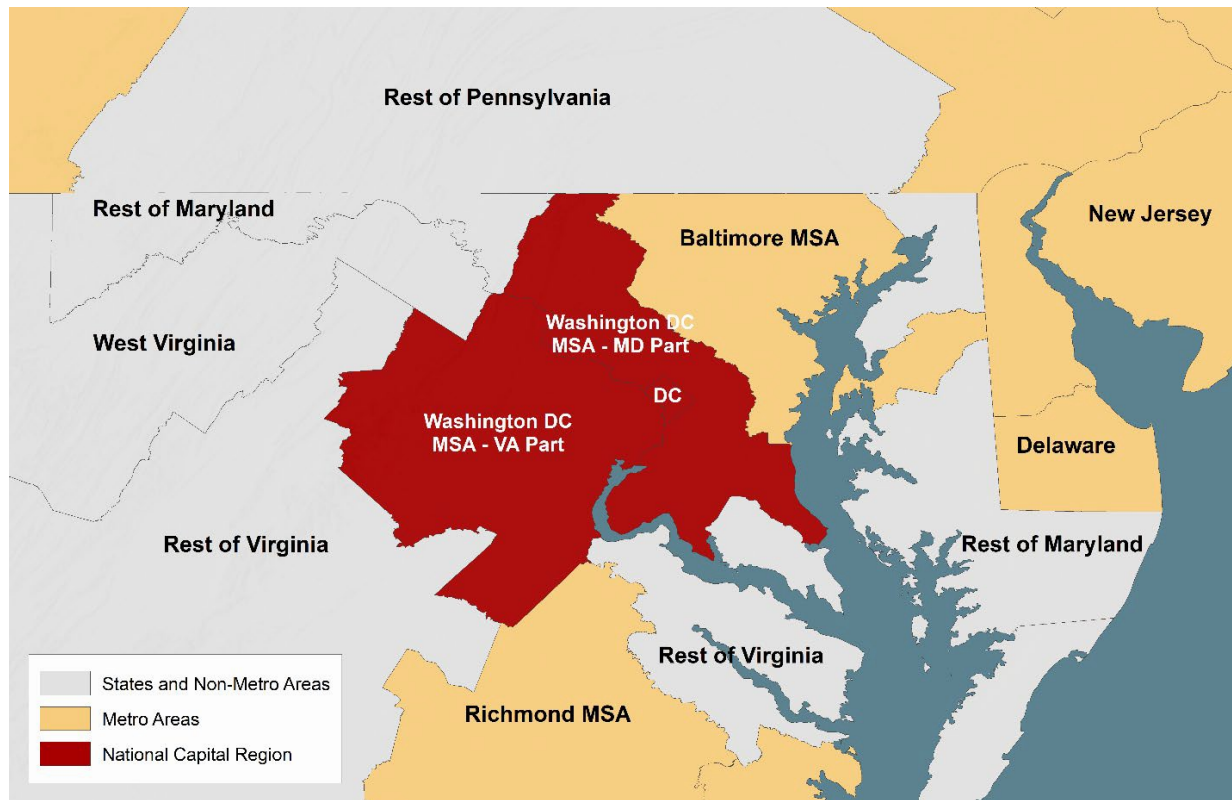 Rest of Pennsylvania
Rest of Maryland
New Jersey
Baltimore MSA
Washington DC
MSA - MD Part
West Virginia
DC
Washington DC
MSA - VA Part
Delaware
Rest of Virginia
Rest of Maryland
Rest of Virginia
Richmond MSA
States and Non-Metro Areas
Metro Areas
National Capital Region